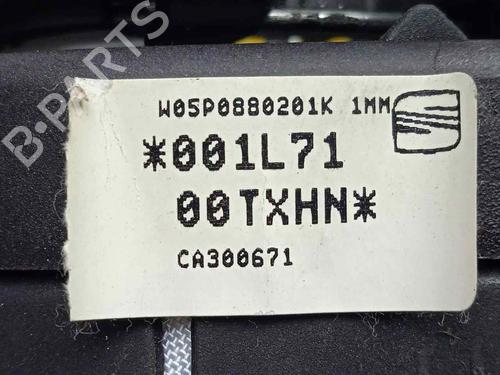 W05P0880201K 1MM
*001L71
00TXHN*
CA300671
B-PARTS